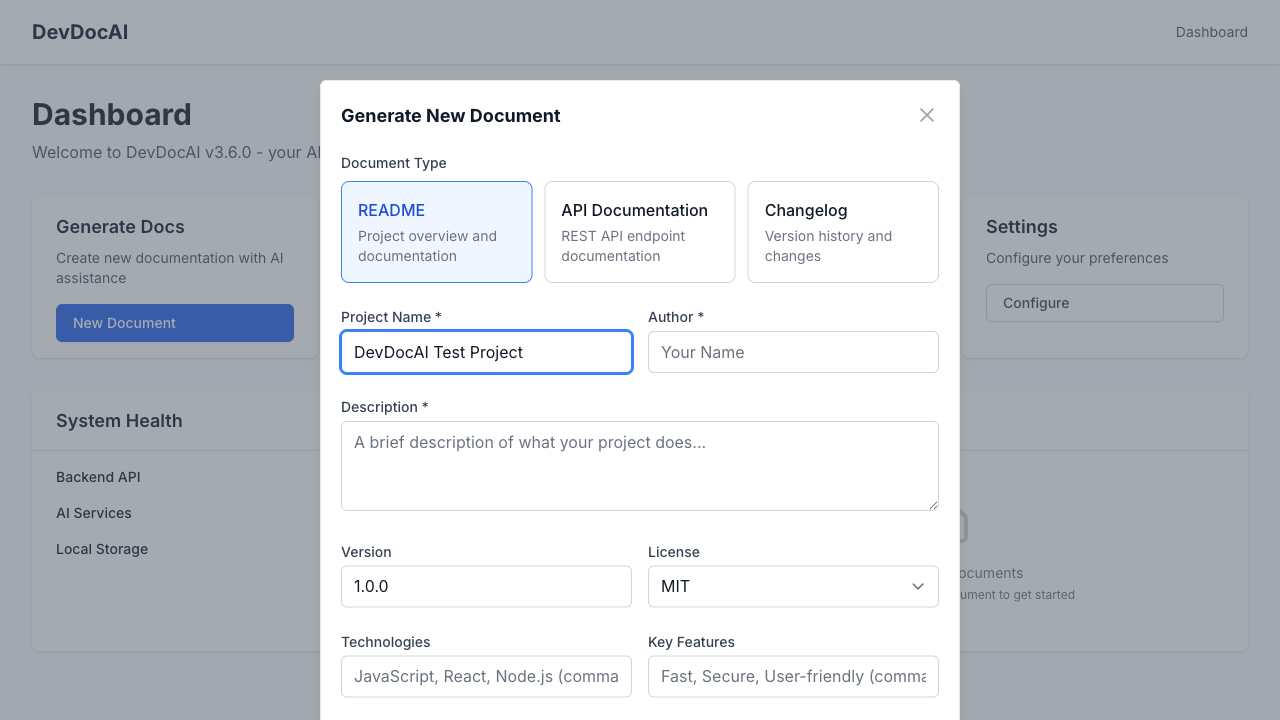 DevDocAI
Dashboard
Dashboard
Welcome to DevDocAI v3.6.0 - your AI
Generate Docs
Create new documentation with AI
assistance
New Document
Settings
Configure your preferences
Configure
System Health
Backend API
AI Services
Local Storage
ocuments
ument to get started
Generate New Document
Document Type
README
Project overview and
documentation
API Documentation
REST API endpoint
documentation
Changelog
Version history and
changes
Project Name *
Author *
DevDocAI Test Project
Your Name
Description *
A brief description of what your project does...
Version
License
1.0.0
MIT
Technologies
Key Features
JavaScript, React, Node.js (comma
Fast, Secure, User-friendly (comma